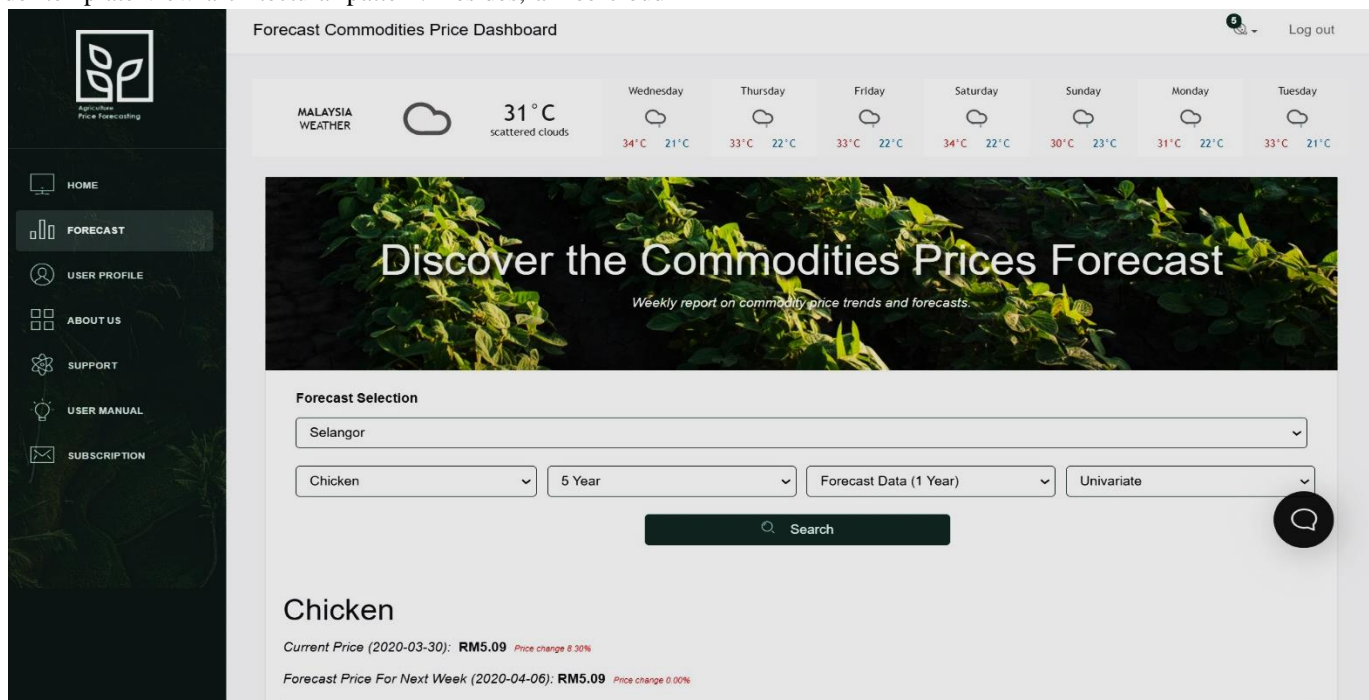 Forecast Commodities Price Dashboard
5
Log out
Agriculture
Price Forecasting
MALAYSIA
WEATHER
31°C
scattered clouds
Wednesday
34°C 21°C
Thursday
33°C 22°C
Friday
33°C 22°C
Saturday
34°C 22°C
Sunday
30°C 23°C
Monday
31°C 22°C
Tuesday
33°C 21°C
HOME
FORECAST
USER PROFILE
ABOUT US
SUPPORT
USER MANUAL
SUBSCRIPTION
Discover the Commodities Prices Forecast
Weekly report on commodity price trends and forecasts.
Forecast Selection
Selangor
Chicken
5 Year
Forecast Data (1 Year)
Univariate
Search
Chicken
Current Price (2020-03-30): RM5.09 Price change 8.30%
Forecast Price For Next Week (2020-04-06): RM5.09 Price change 0.00%